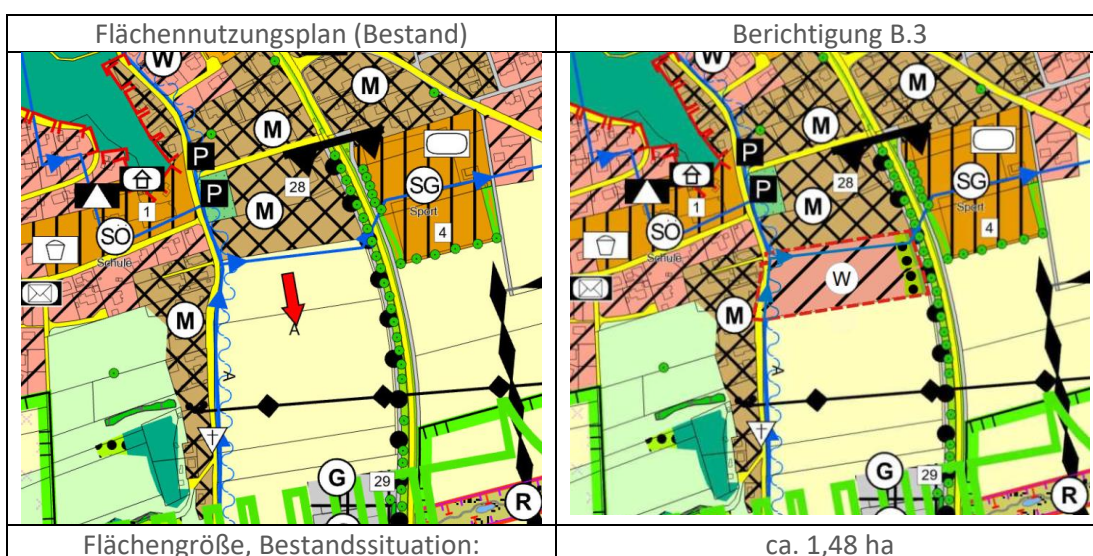 Flächennutzungsplan (Bestand)
Berichtigung B.3
W
M
M
P
28
SG
Sport
1
P
M
4
SO
Schule
M
A
A
G
29
R
W
M
M
P
28
SG
Sport
1
P
M
4
SO
Schule
W
M
A
G
29
R
Flächengröße, Bestandssituation:
ca. 1,48 ha